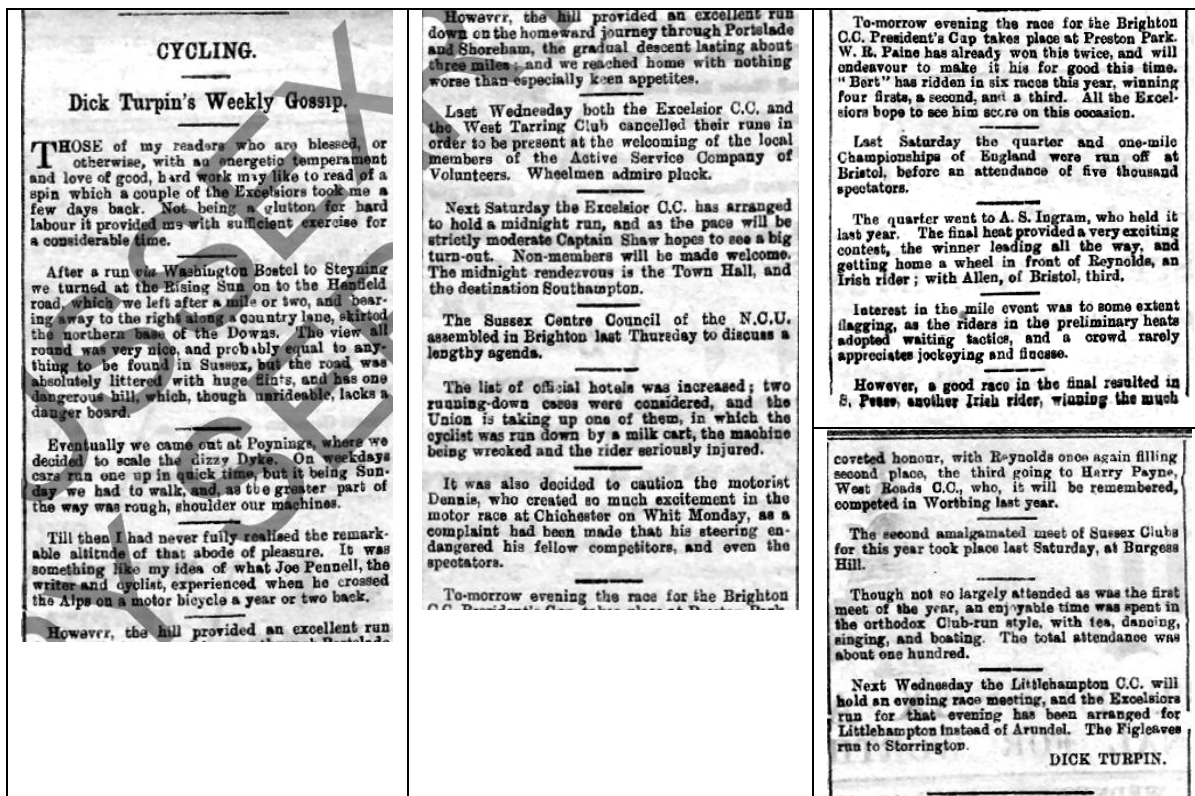 CYCLING.
Dick Turpin's Weekly Gossip.
THOSE of my readers who are blessed, or
otherwise, with an energetic temperament
and love of good, hard work may like to read of a
spin which a couple of the Excelsiors took me a
few days back. Not being a glutton for hard
labour it provided me with sufficient exercise for
a considerable time.
After a run via Washington Bostel to Steyning
we turned at the Rising Sun on to the Henfield
road, which we left after a mile or two, and bear-
ing away to the right along a country lane, skirted
the northern base of the Downs. The view all
round was very nice, and probably equal to any-
thing to be found in Sussex, but the road was
absolutely littered with huge flints, and has one
dangerous hill, which, though unrideable, lacks a
danger board.
Eventually we came out at Poynings, where we
decided to scale the dizzy Dyke. On weekdays
cars run one up in quick time, but it being Sun-
day we had to walk, and, as the greater part of
the way was rough, shoulder our machines.
Till then I had never fully realised the remark-
able altitude of that abode of pleasure. It was
something like my idea of what Joe Pennell, the
writer and cyclist, experienced when he crossed
the Alps on a motor bicycle a year or two back.
However, the hill provided an excellent run
However, the hill provided an excellent run
down on the homeward journey through Portslade
and Shoreham, the gradual descent lasting about
three miles; and we reached home with nothing
worse than especially keen appetites.
Last Wednesday both the Excelsior C.C. and
the West Tarring Club cancelled their runs in
order to be present at the welcoming of the local
members of the Active Service Company of
Volunteers. Wheelmen admire pluck.
Next Saturday the Excelsior C.C. has arranged
to hold a midnight run, and as the pace will be
strictly moderate Captain Shaw hopes to see a big
turn-out. Non-members will be made welcome.
The midnight rendezvous is the Town Hall, and
the destination Southampton.
The Sussex Centre Council of the N.C.U.
assembled in Brighton last Thursday to discuss a
lengthy agenda.
The list of official hotels was increased; two
running-down cases were considered, and the
Union is taking up one of them, in which the
cyclist was run down by a milk cart, the machine
being wrecked and the rider seriously injured.
It was also decided to caution the motorist
Dennis, who created so much excitement in the
motor race at Chichester on Whit Monday, as a
complaint had been made that his steering en-
dangered his fellow competitors, and even the
spectators.
To-morrow evening the race for the Brighton
To-morrow evening the race for the Brighton
C.C. President's Cup takes place at Preston Park.
W. R. Paine has already won this twice, and will
endeavour to make it his for good this time.
"Bert" has ridden in six races this year, winning
four firsts, a second, and a third. All the Excel-
siors hope to see him score on this occasion.
Last Saturday the quarter and one-mile
Championships of England were run off at
Bristol, before an attendance of five thousand
spectators.
The quarter went to A. S. Ingram, who held it
last year. The final heat provided a very exciting
contest, the winner leading all the way, and
getting home a wheel in front of Reynolds, an
Irish rider; with Allen, of Bristol, third.
Interest in the mile event was to some extent
flagging, as the riders in the preliminary heats
adopted waiting tactics, and a crowd rarely
appreciates jockeying and finesse.
However, a good race in the final resulted in
S. another Irish rider, winning the much
coveted honour, with Reynolds once again filling
second place, the third going to Harry Payne,
West Roads C.C., who, it will be remembered,
competed in Worthing last year.
The second amalgamated meet of Sussex Clubs
for this year took place last Saturday, at Burgess
Hill.
Though not so largely attended as was the first
meet of the year, an enjoyable time was spent in
the orthodox Club-run style, with tea, dancing,
singing, and boating. The total attendance was
about one hundred.
Next Wednesday the Littlehampton C.C. will
hold an evening race meeting, and the Excelsiors
run for that evening has been arranged for
Littlehampton instead of Arundel. The Figleaves
run to Storrington.
DICK TURPIN.